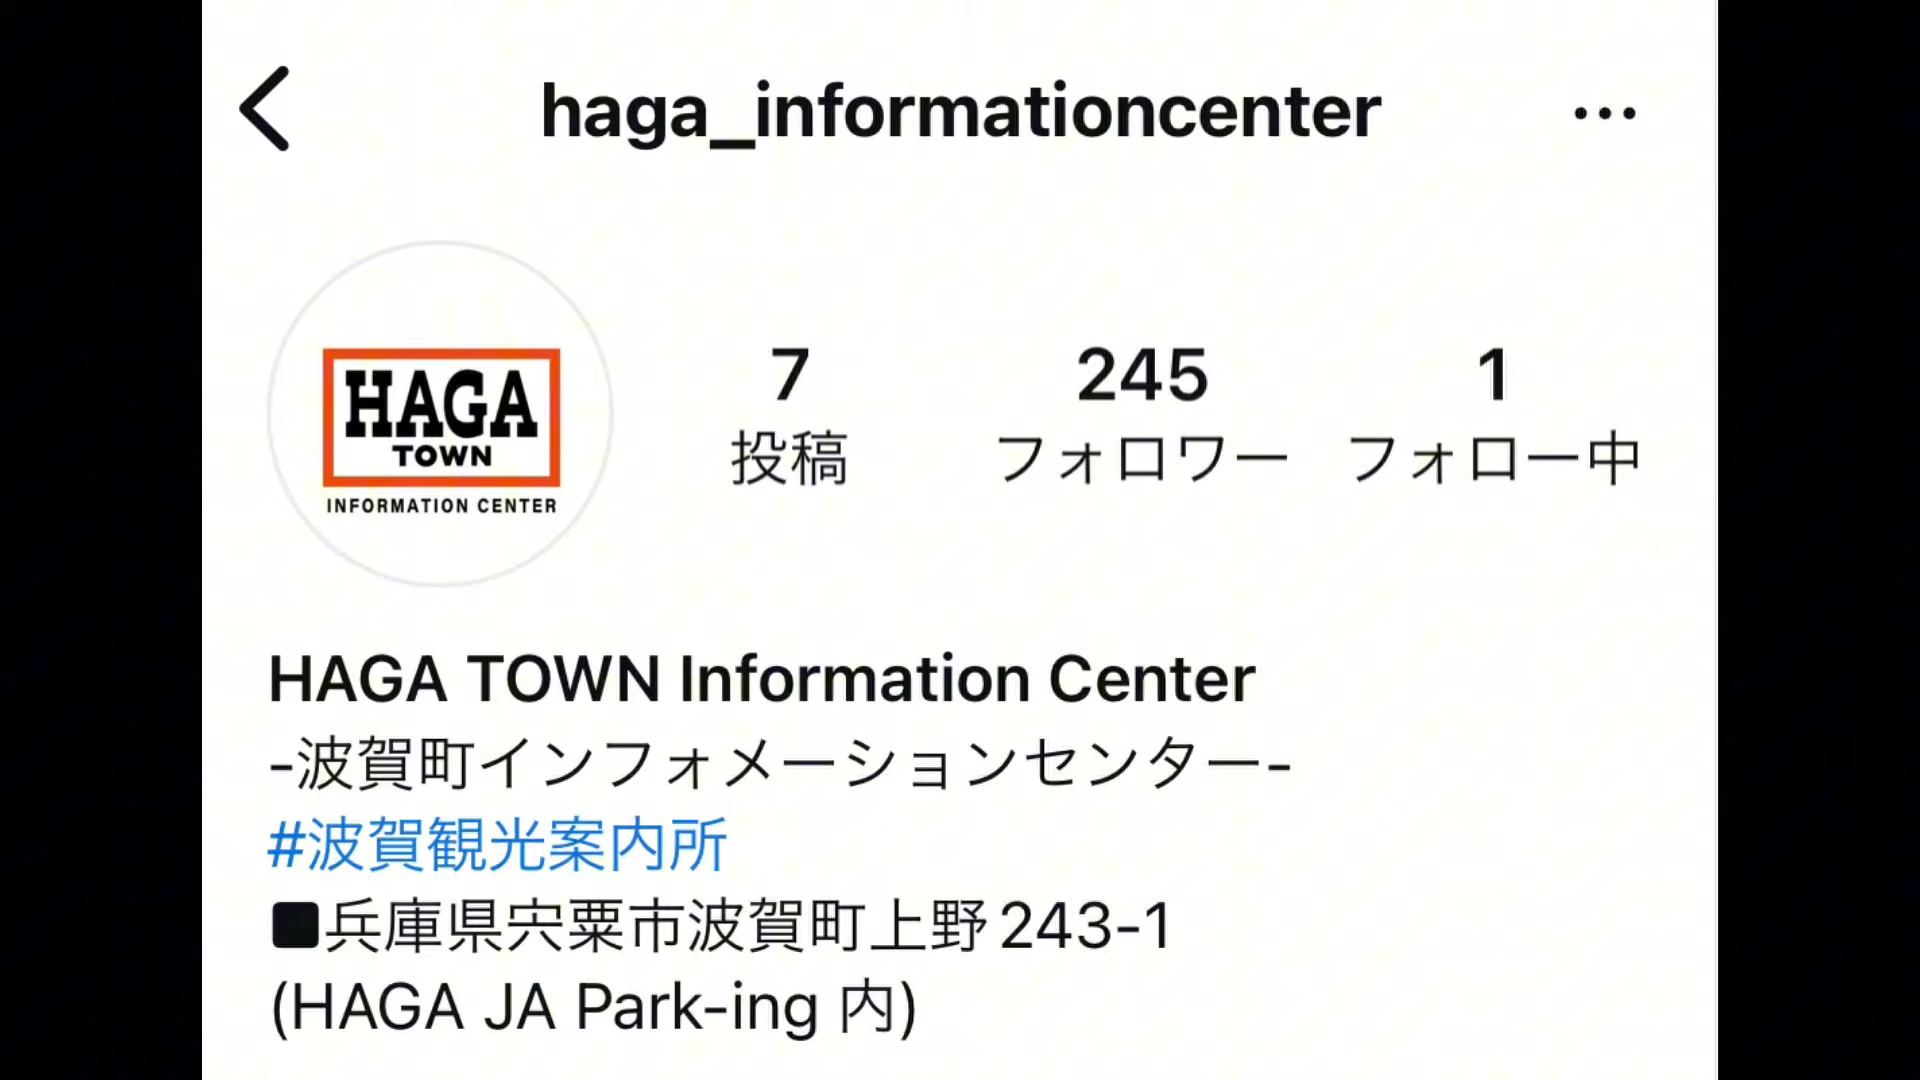 haga_informationcenter
HAGA
TOWN
INFORMATION CENTER
7
投稿
245
フォロワー
1
フォロー中
HAGA TOWN Information Center
-波賀町インフォメーションセンター-
#波賀観光案内所
■兵庫県宍粟市波賀町上野243-1
(HAGA JA Park-ing 内)